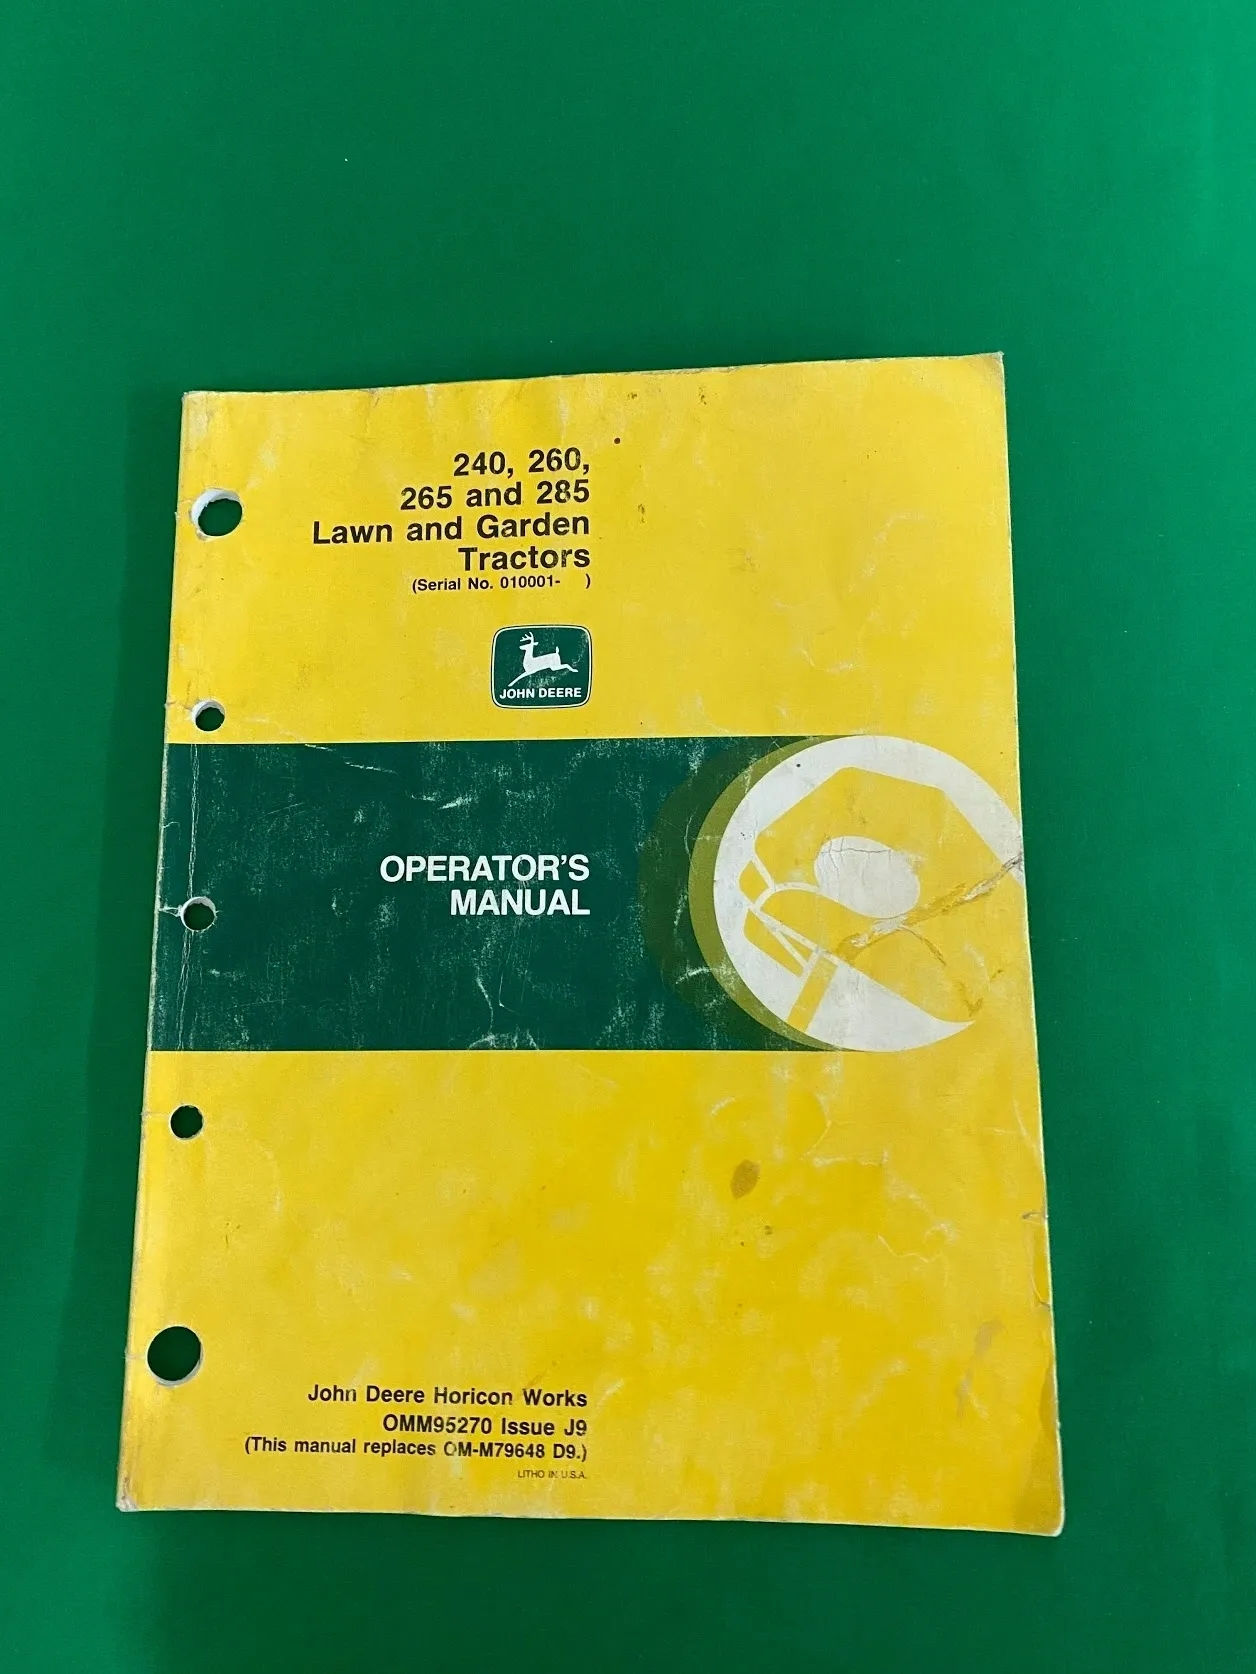 240, 260,
265 and 285
Lawn and Garden
Tractors
(Serial No. 010001- )
JOHN DEERE
OPERATOR'S
MANUAL
John Deere Horicon Works
OMM95270 Issue J9
(This manual replaces OM-M79648 D9.)
LITHO IN U.S.A.